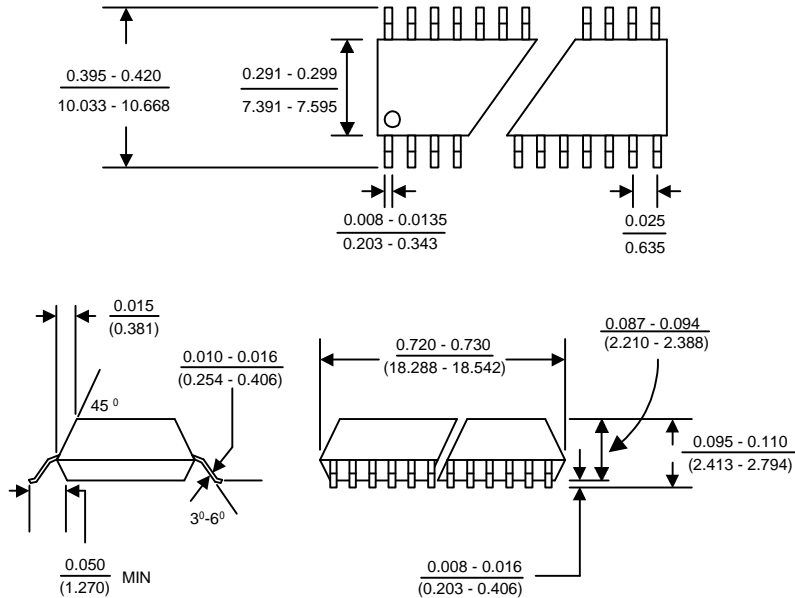 0.395 - 0.420
10.033 - 10.668
0.291 - 0.299
7.391 - 7.595
0.008 - 0.0135
0.203 - 0.343
0.025
0.635
0.015
(0.381)
0.010 - 0.016
(0.254 - 0.406)
45 ⁰
3⁰-6⁰
0.050
(1.270)
MIN
0.720 - 0.730
(18.288 - 18.542)
0.087 - 0.094
(2.210 - 2.388)
0.095 - 0.110
(2.413 - 2.794)
0.008 - 0.016
(0.203 - 0.406)